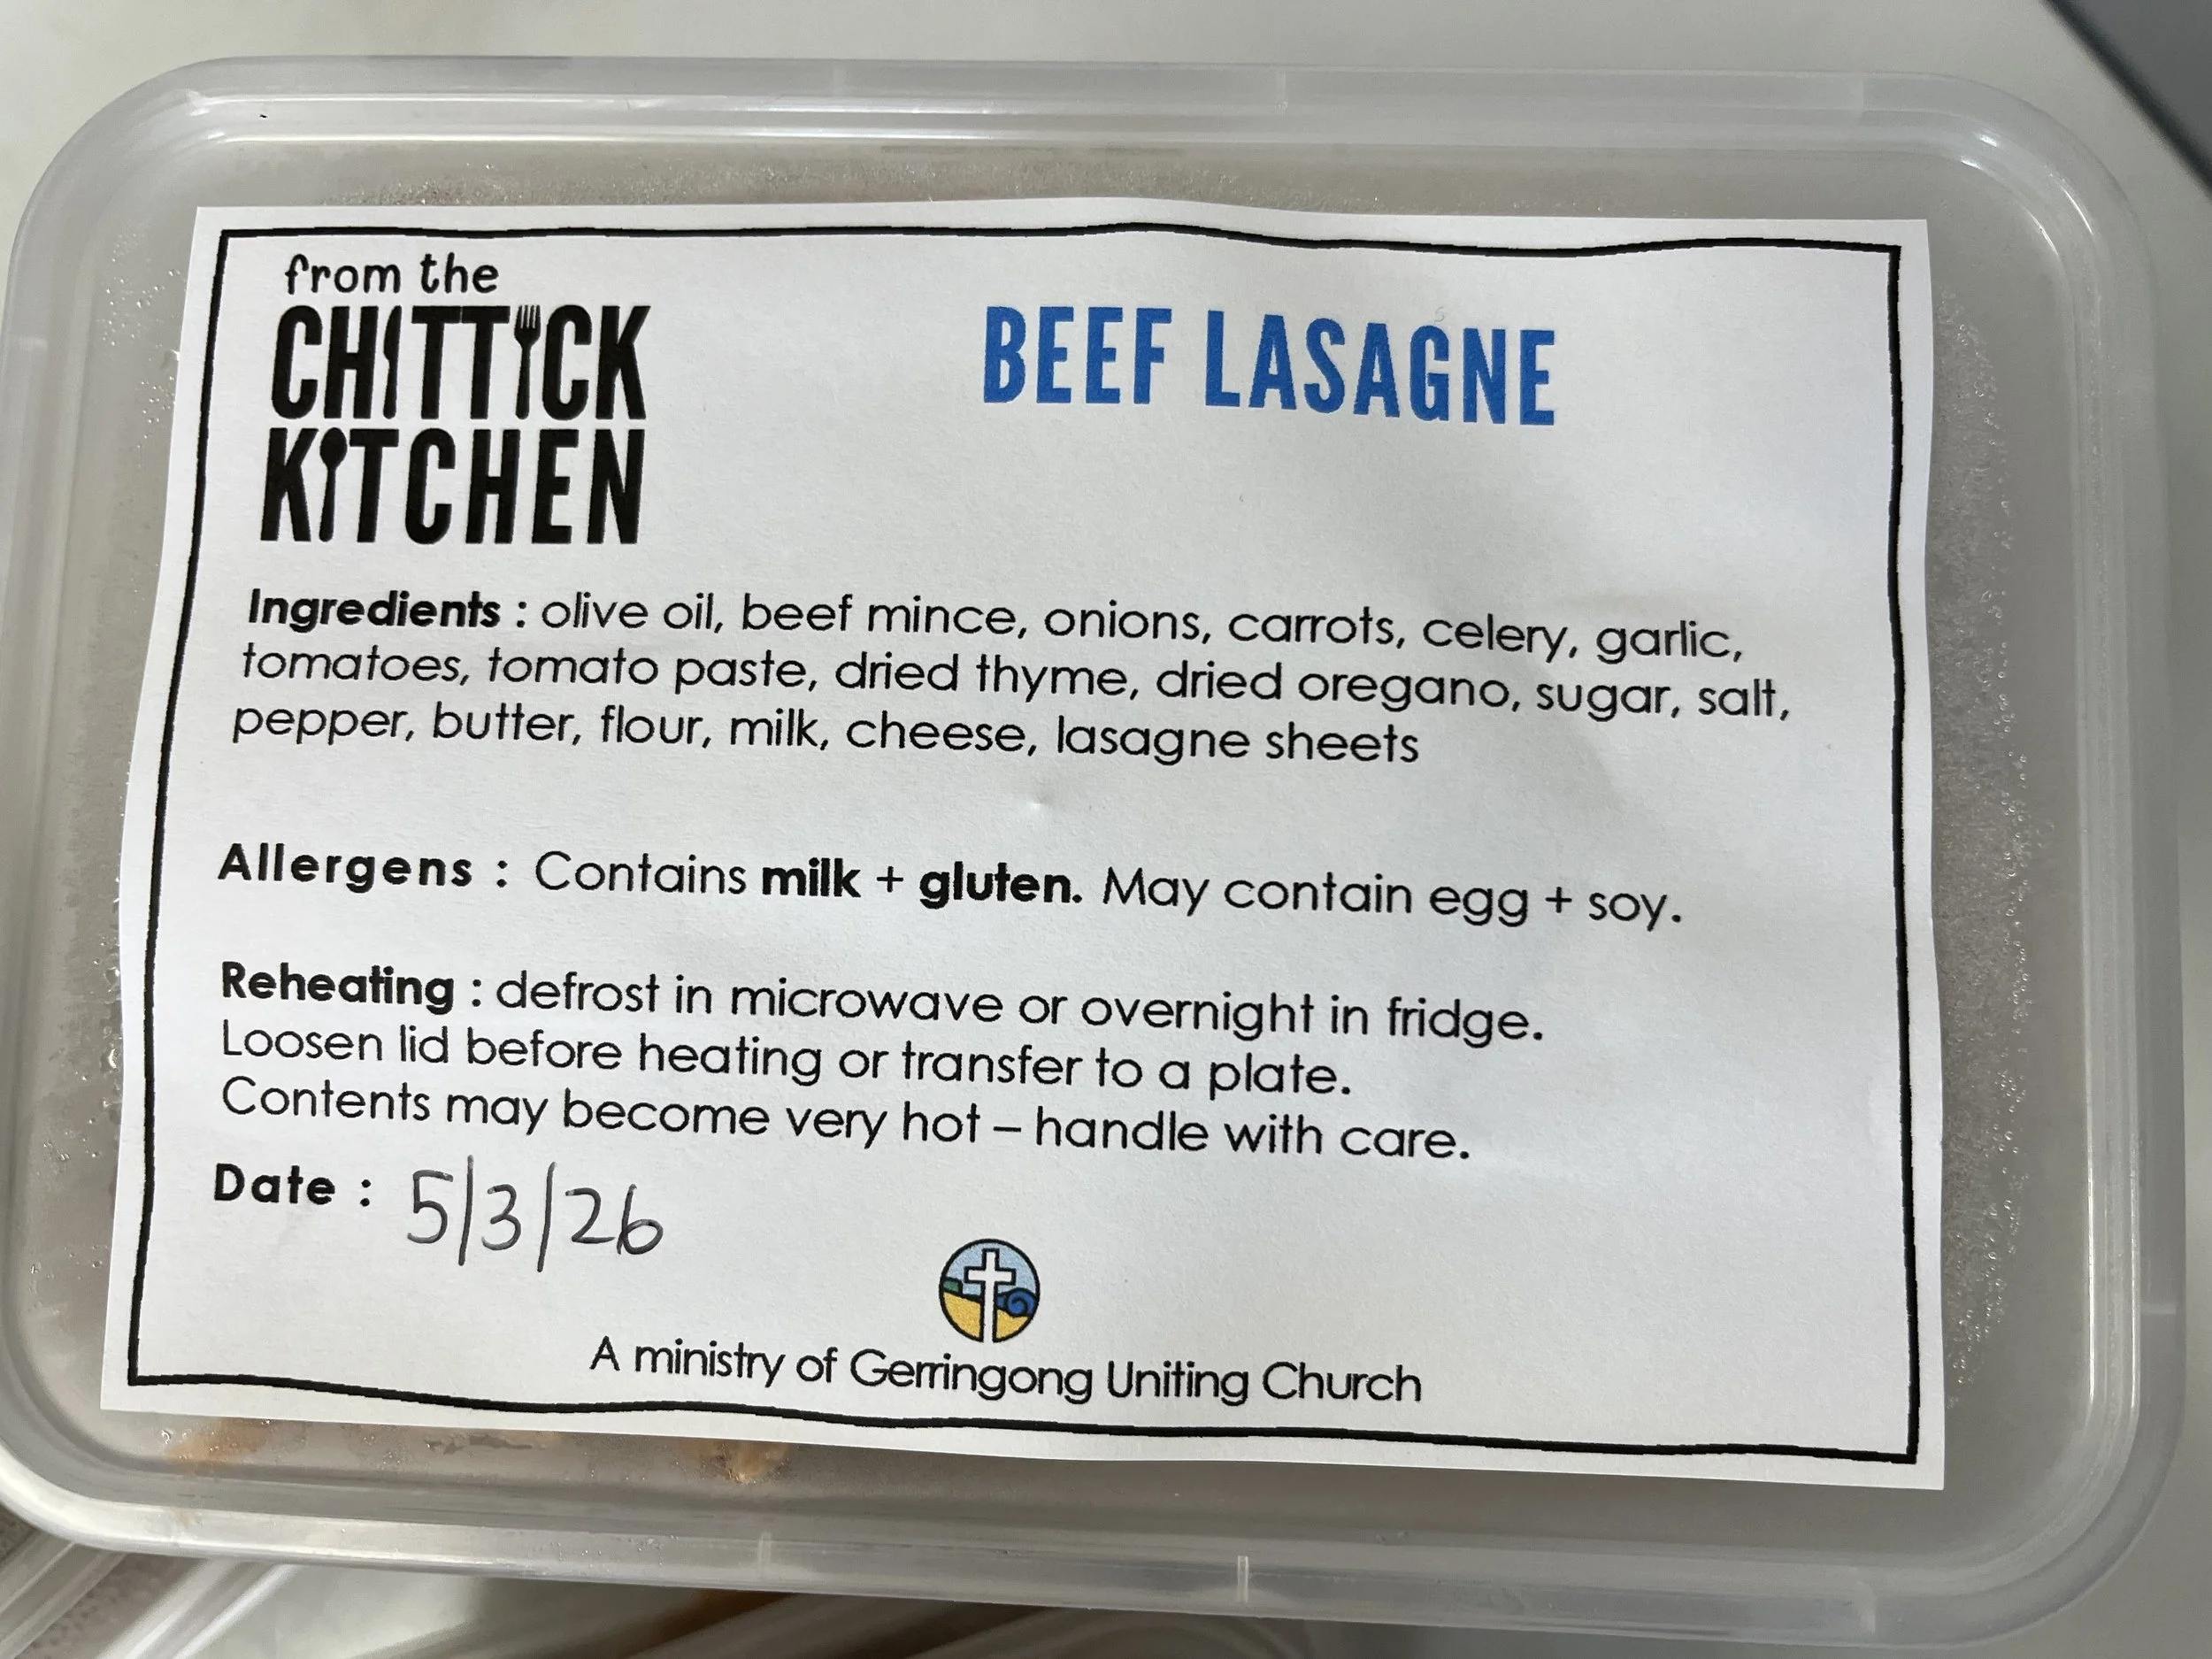 from the
CHITTICK
KITCHEN
BEEF LASAGNE
Ingredients : olive oil, beef mince, onions, carrots, celery, garlic,
tomatoes, tomato paste, dried thyme, dried oregano, sugar, salt,
pepper, butter, flour, milk, cheese, lasagne sheets
Allergens : Contains milk + gluten. May contain egg + soy.
Reheating : defrost in microwave or overnight in fridge.
Loosen lid before heating or transfer to a plate.
Contents may become very hot – handle with care.
Date : 5/3/26
A ministry of Gerringong Uniting Church